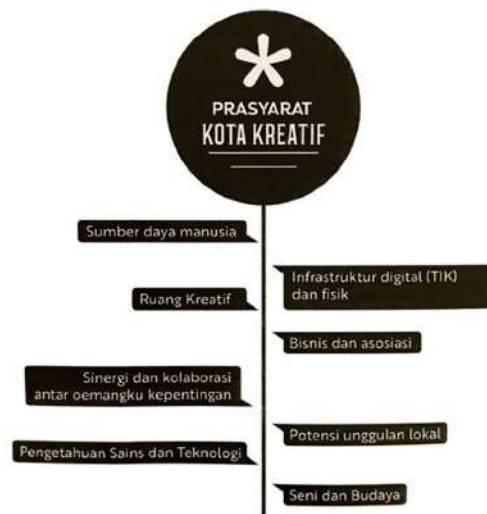 PRASYARAT
KOTA KREATIF
Sumber daya manusia
Infrastruktur digital (TIK)
dan fisik
Ruang Kreatif
Bisnis dan asosiasi
Sinergi dan kolaborasi
antar oemangku kepentingan
Potensi unggulan lokal
Pengetahuan Sains dan Teknologi
Seni dan Budaya